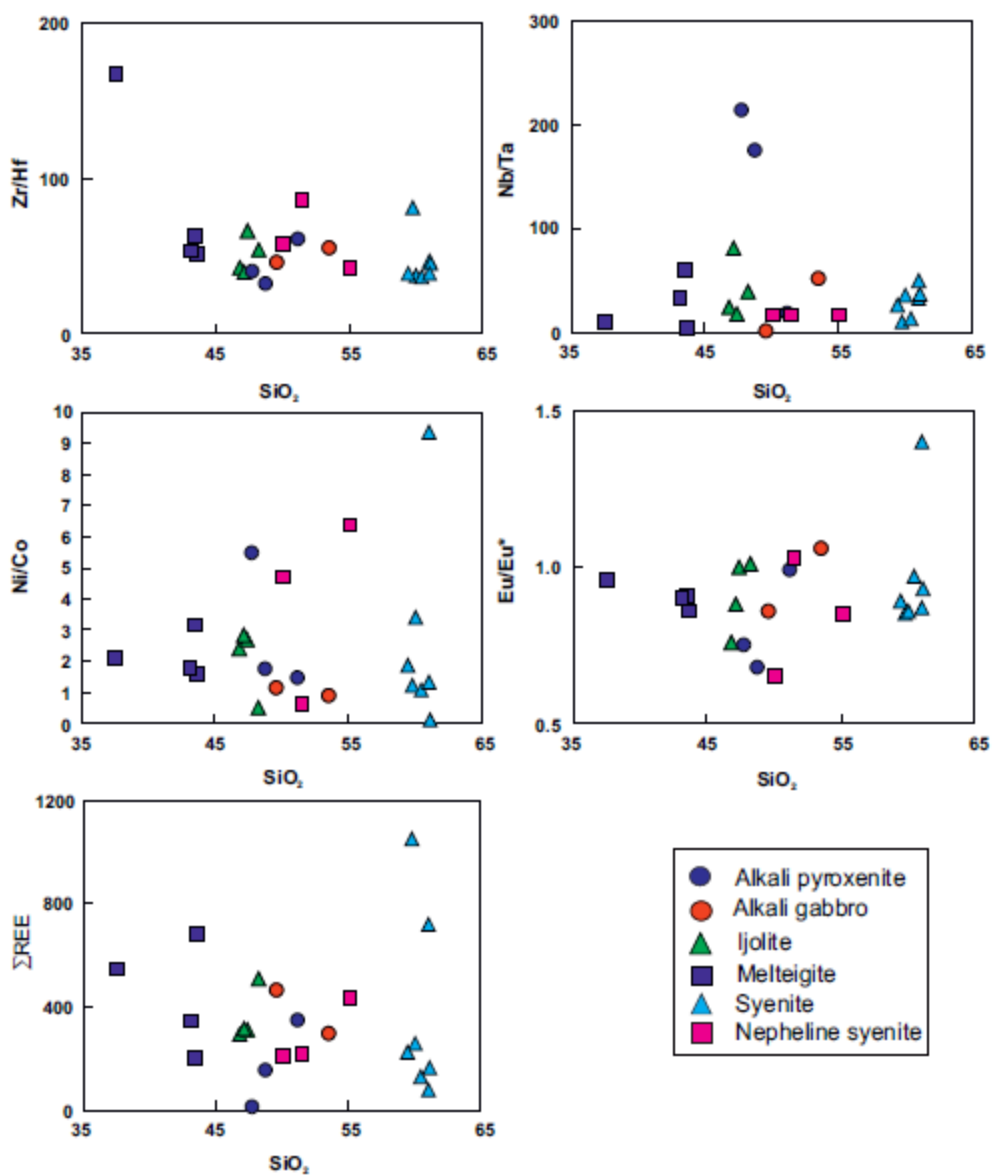 200
100
0
35 45 55 65
Zr/Hf
SiO₂
300
200
100
0
35 45 55 65
Nb/Ta
SiO₂
10
9
8
7
6
5
4
3
2
1
0
35 45 55 65
Ni/Co
SiO₂
1.5
1.0
0.5
35 45 55 65
Eu/Eu*
SiO₂
1200
800
400
0
35 45 55 65
∑REE
SiO₂
Alkali pyroxenite
Alkali gabbro
Ijolite
Melteigite
Syenite
Nepheline syenite